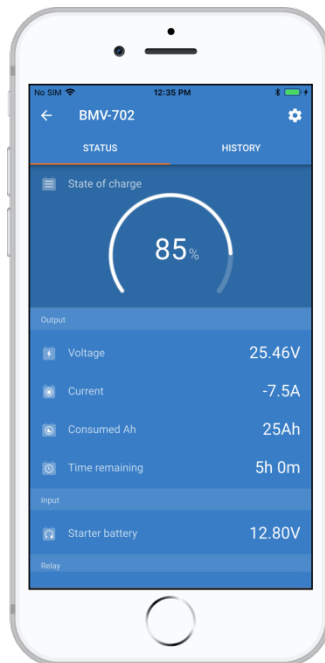 No SIM 12:35 PM
BMV-702
STATUS HISTORY
State of charge
85%
Output
Voltage 25.46V
Current -7.5A
Consumed Ah 25Ah
Time remaining 5h 0m
Input
Starter battery 12.80V
Relay